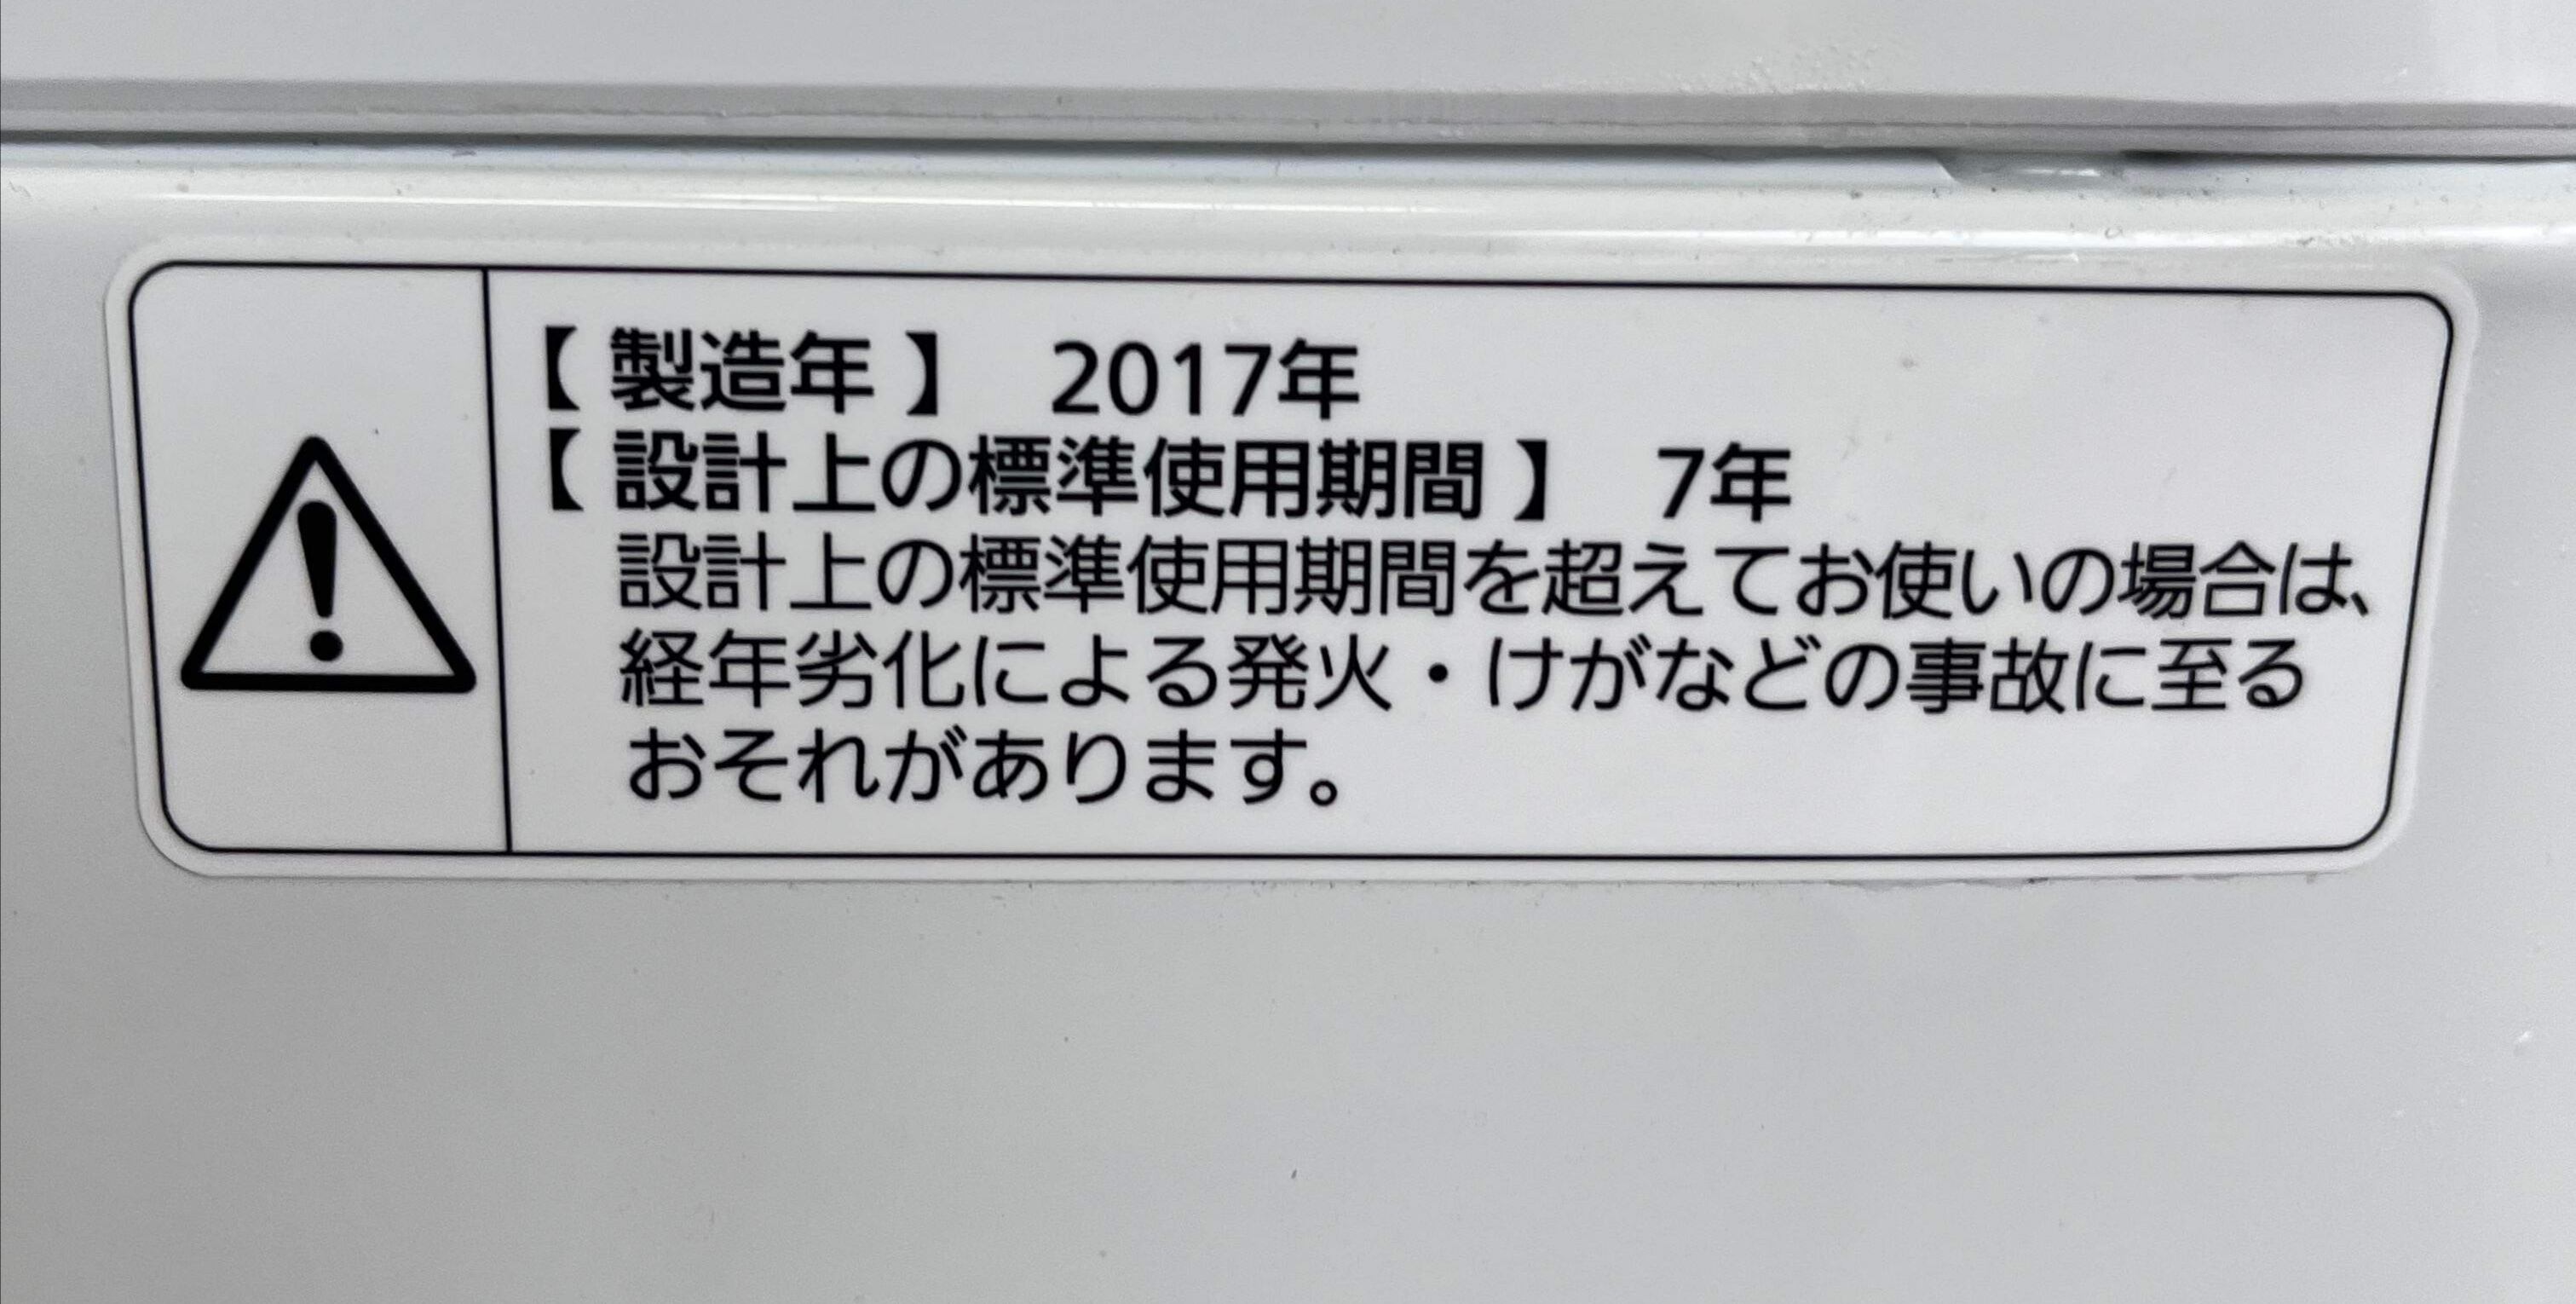 【 製造年 】 2017年
【 設計上の標準使用期間 】 7年
設計上の標準使用期間を超えてお使いの場合は、
経年劣化による発火・けがなどの事故に至る
おそれがあります。